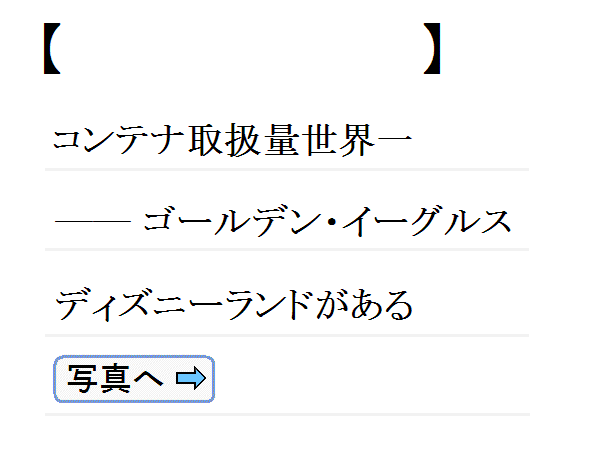 【　　　　　　　　　】
コンテナ取扱量世界一
―― ゴールデン・イーグルス
ディズニーランドがある
写真へ